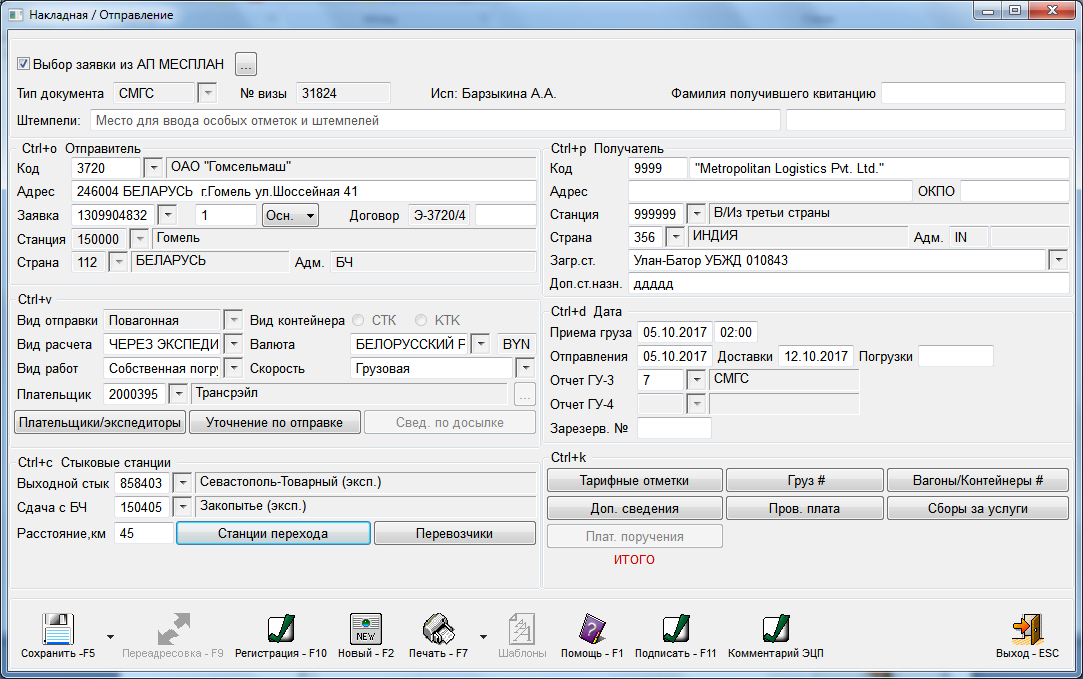 Накладная / Отправление
Выбор заявки из АП МЕСПЛАН ...
Тип документа СМГС № визы 31824 Исп: Барзыкина А.А. Фамилия получившего квитанцию
Штемпели: Место для ввода особых отметок и штемпелей
Ctrl+o Отправитель
Код 3720 ОАО "Гомсельмаш"
Адрес 246004 БЕЛАРУСЬ г.Гомель ул.Шоссейная 41
Заявка 1309904832 1 Осн. Договор Э-3720/4
Станция 150000 Гомель
Страна 112 БЕЛАРУСЬ Адм. БЧ
Ctrl+p Получатель
Код 9999 "Metropolitan Logistics Pvt. Ltd."
Адрес ОКПО
Станция 999999 В/Из третьи страны
Страна 356 ИНДИЯ Адм. IN
Загр.ст. Улан-Батор УБЖД 010843
Доп.ст.назн. ддддд
Ctrl+v
Вид отправки Повагонная Вид контейнера СТК КТК
Вид расчета ЧЕРЕЗ ЭКСПЕДИ Валюта БЕЛОРУССКИЙ Р BYN
Вид работ Собственная погру Скорость Грузовая
Плательщик 2000395 Трансрэйл ...
Плательщики/экспедиторы Уточнение по отправке Свед. по досылке
Ctrl+d Дата
Приема груза 05.10.2017 02:00
Отправления 05.10.2017 Доставки 12.10.2017 Погрузки
Отчет ГУ-3 7 СМГС
Отчет ГУ-4
Зарезерв. №
Ctrl+c Стыковые станции
Выходной стык 858403 Севастополь-Товарный (эксп.)
Сдача с БЧ 150405 Закопытье (эксп.)
Расстояние,км 45 Станции перехода Перевозчики
Ctrl+k
Тарифные отметки Груз # Вагоны/Контейнеры #
Доп. сведения Пров. плата Сборы за услуги
Плат. поручения
ИТОГО
NEW
Сохранить -F5 Переадресовка - F9 Регистрация - F10 Новый - F2 Печать - F7 Шаблоны Помощь - F1 Подписать - F11 Комментарий ЭЦП Выход - ESC